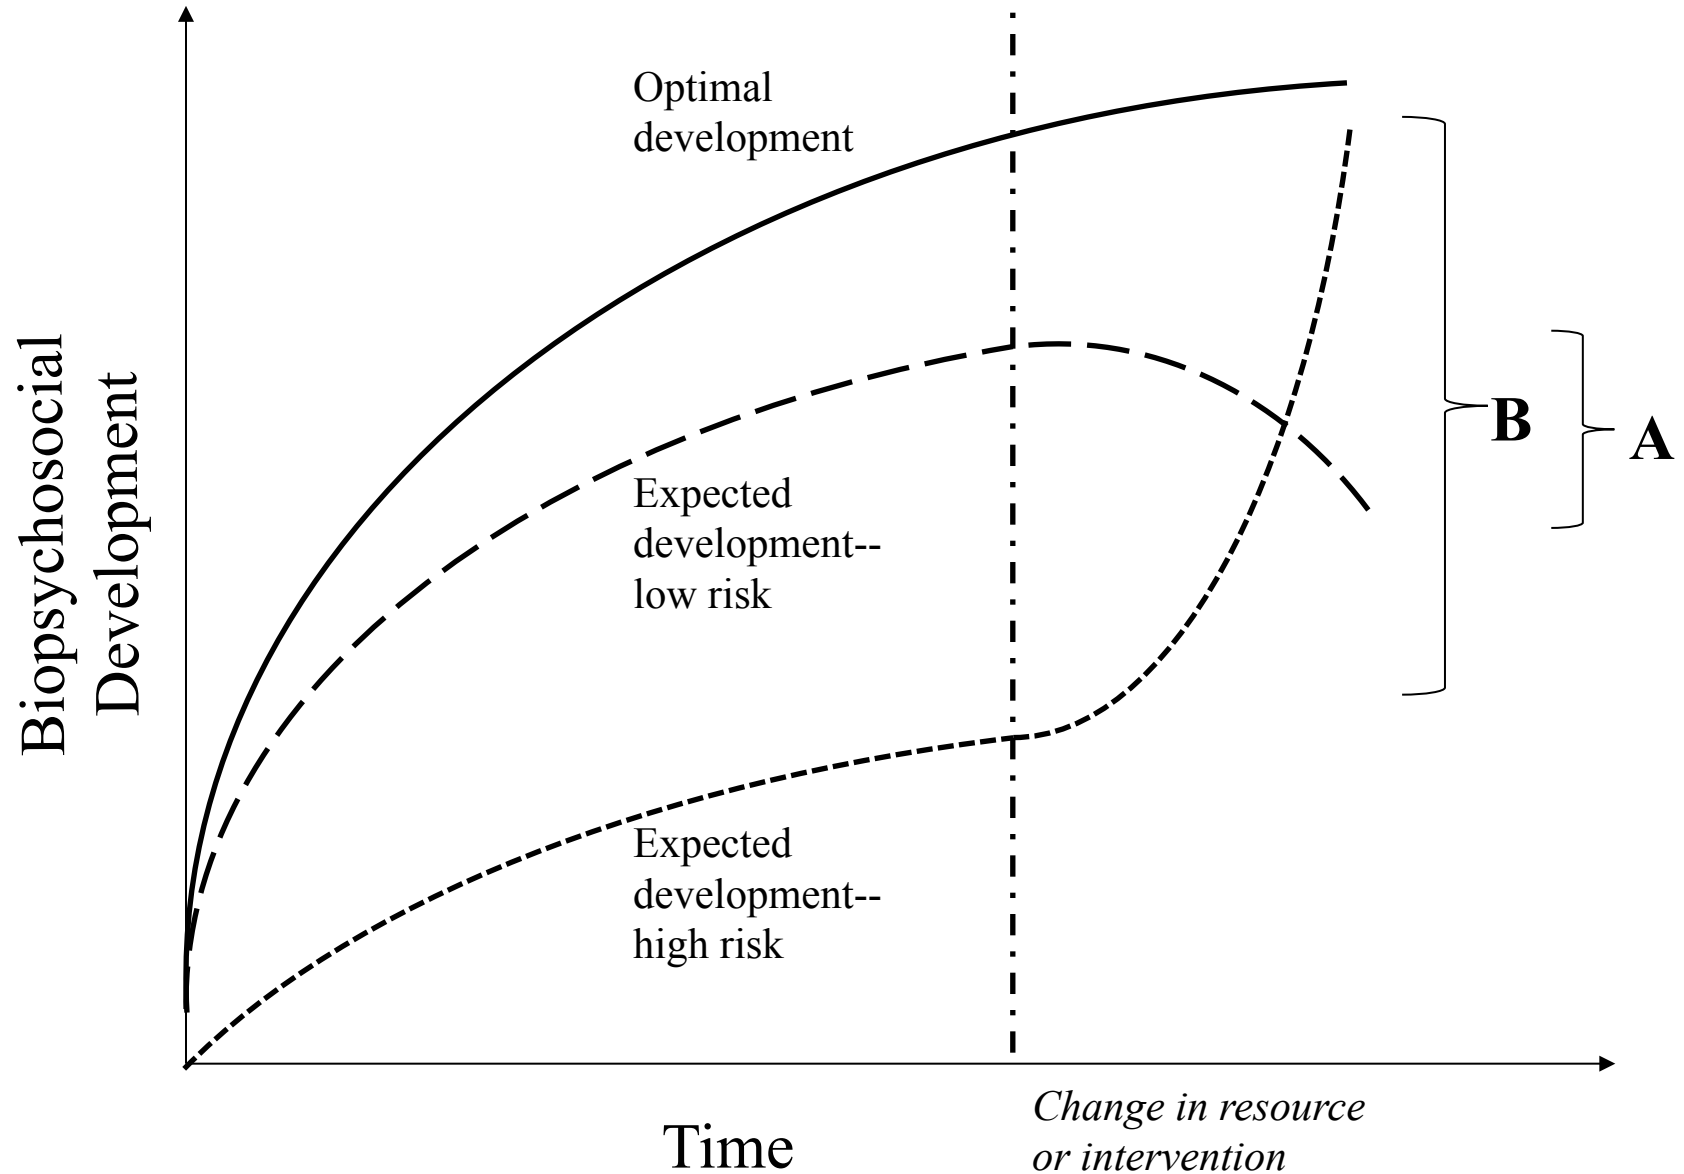 Optimal
development
Biopsychosocial
Development
Expected
development--
low risk
B
A
Expected
development--
high risk
Time
Change in resource
or intervention